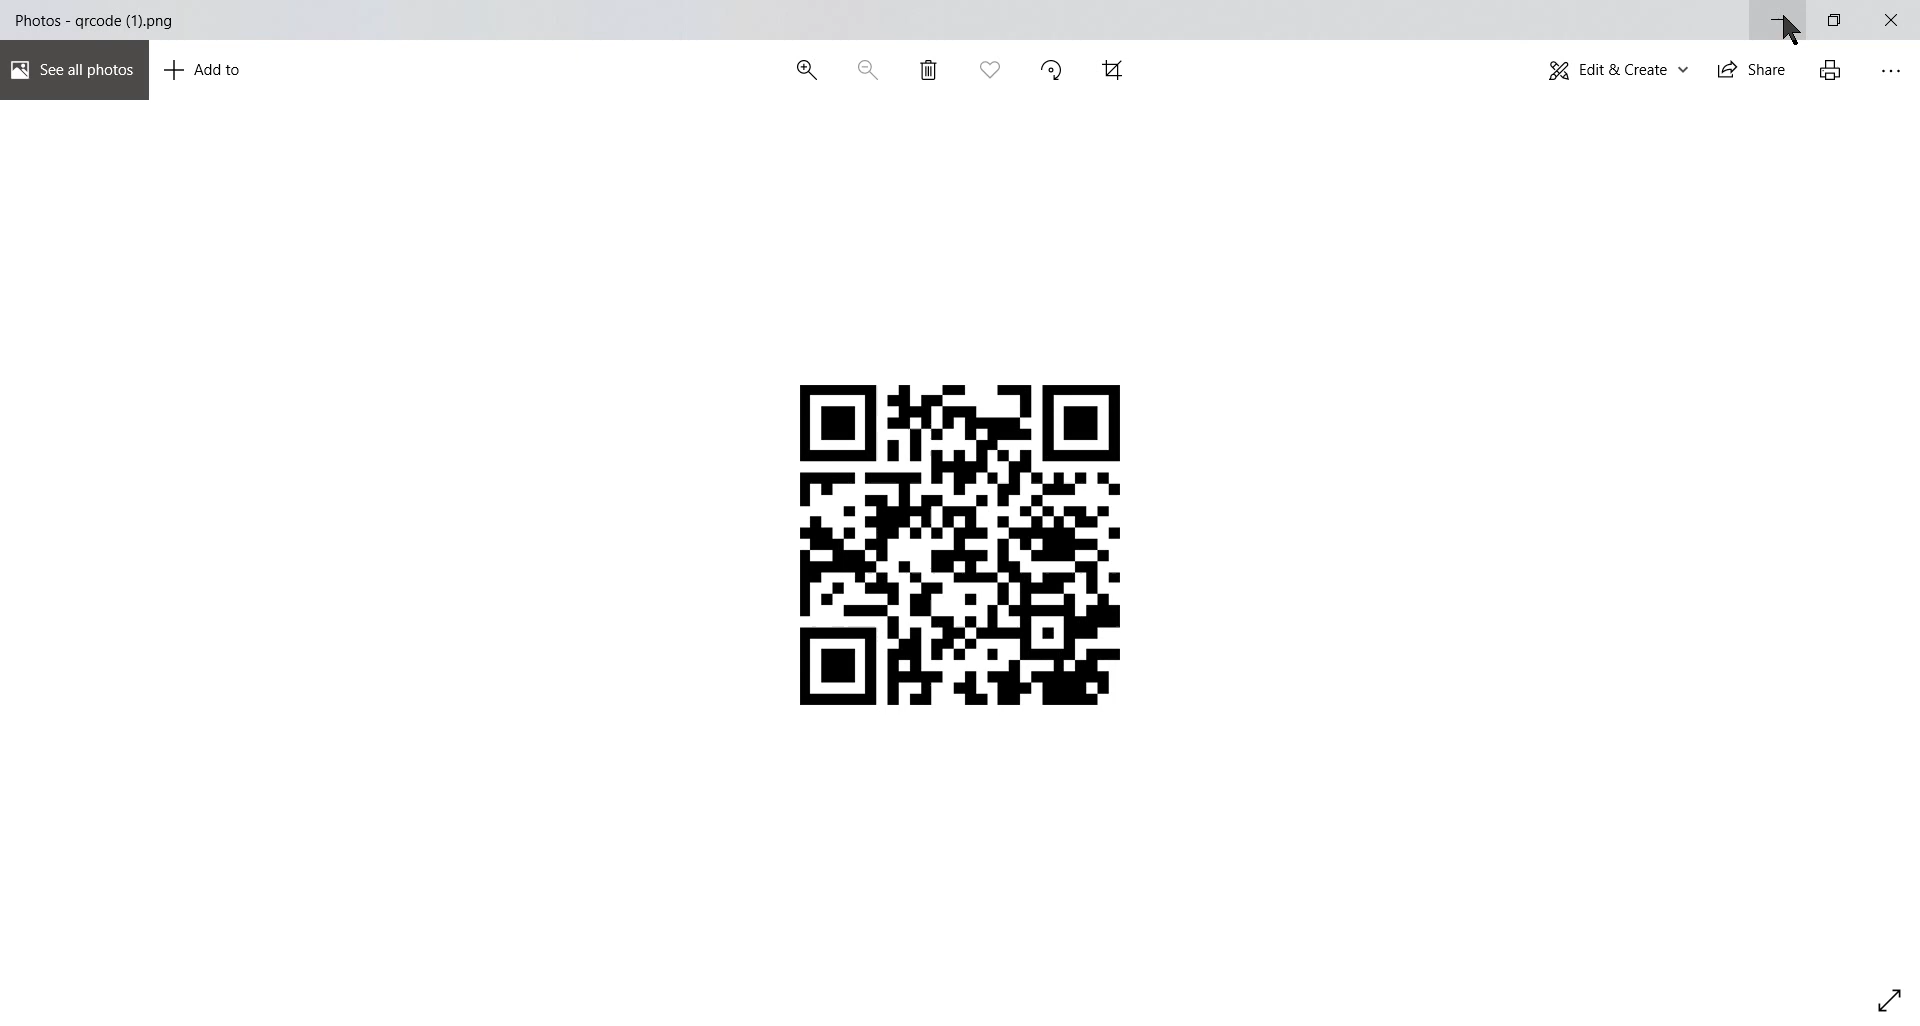 Photos - qrcode (1).png
See all photos
Add to
Edit & Create
Share